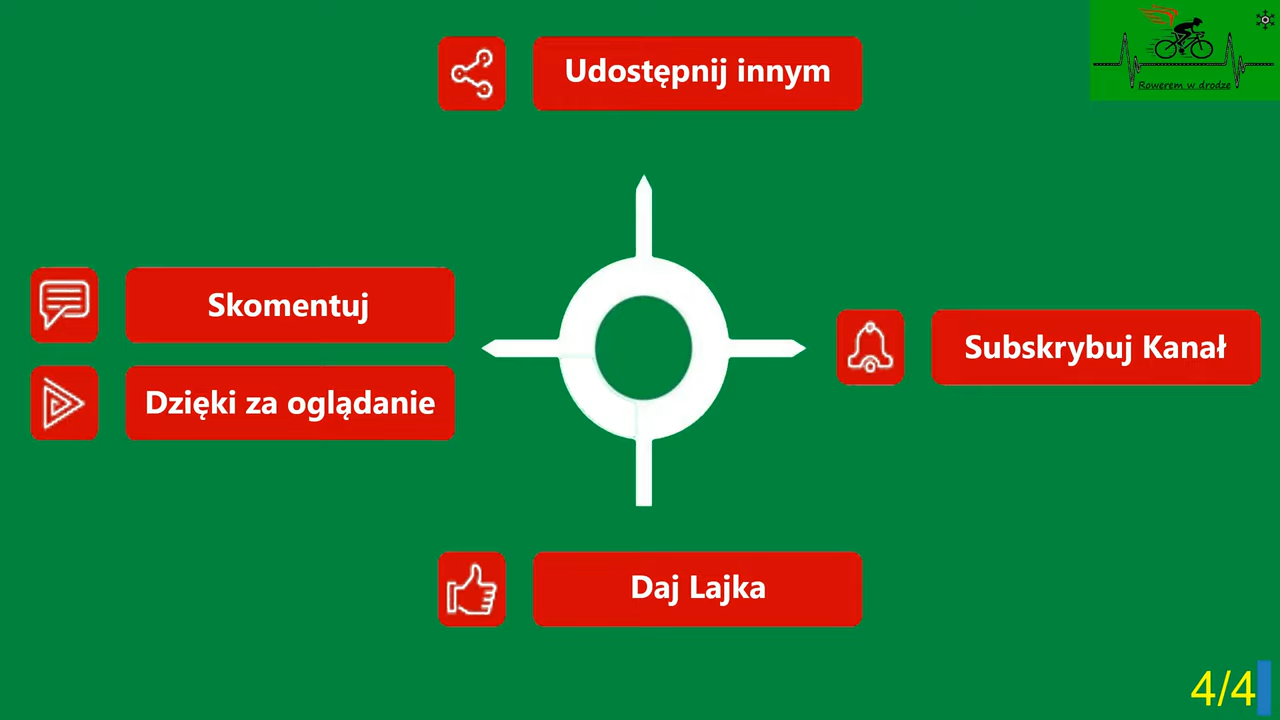 Udostępnij innym
Rowerem w drodze
Skomentuj
Dzięki za oglądanie
Subskrybuj Kanał
Daj Lajka
4/4